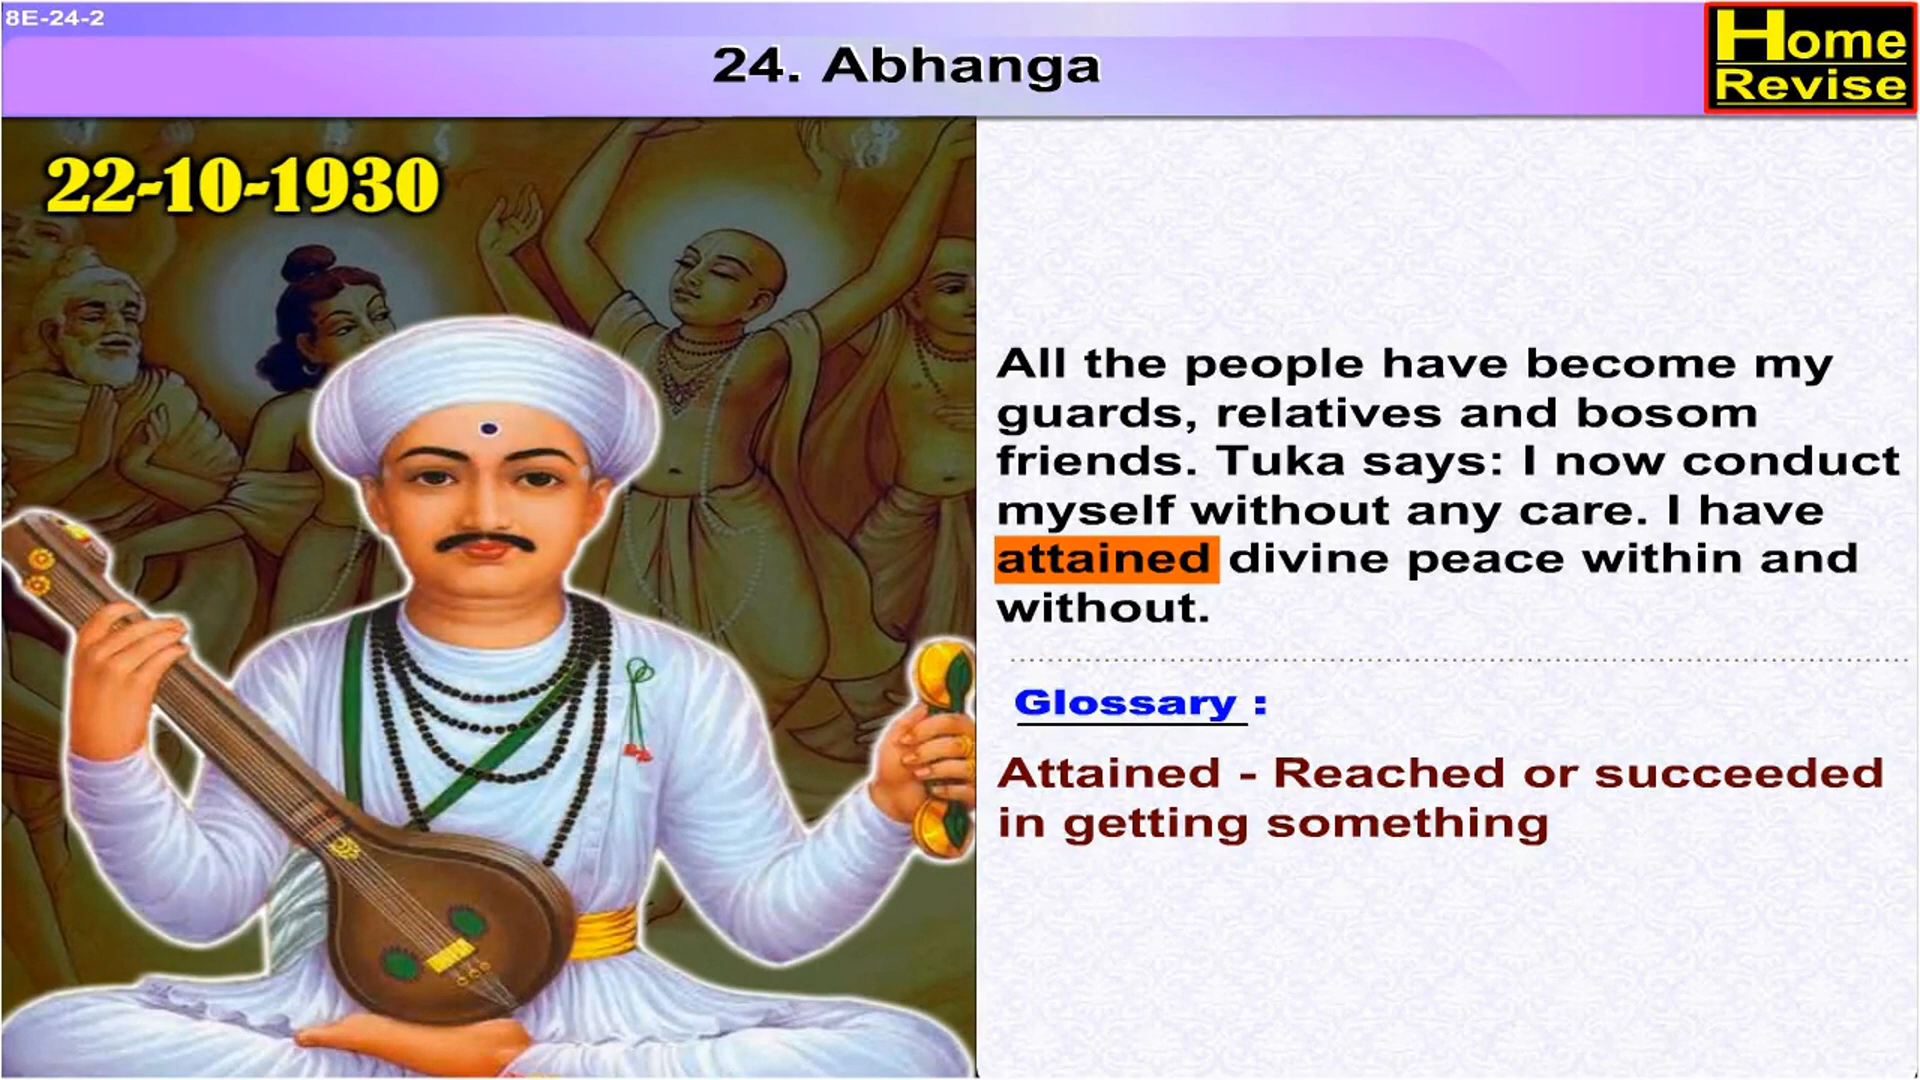 8E-24-2
24. Abhanga
Home
Revise
22-10-1930
All the people have become my
guards, relatives and bosom
friends. Tuka says: I now conduct
myself without any care. I have
attained divine peace within and
without.
Glossary :
Attained - Reached or succeeded
in getting something